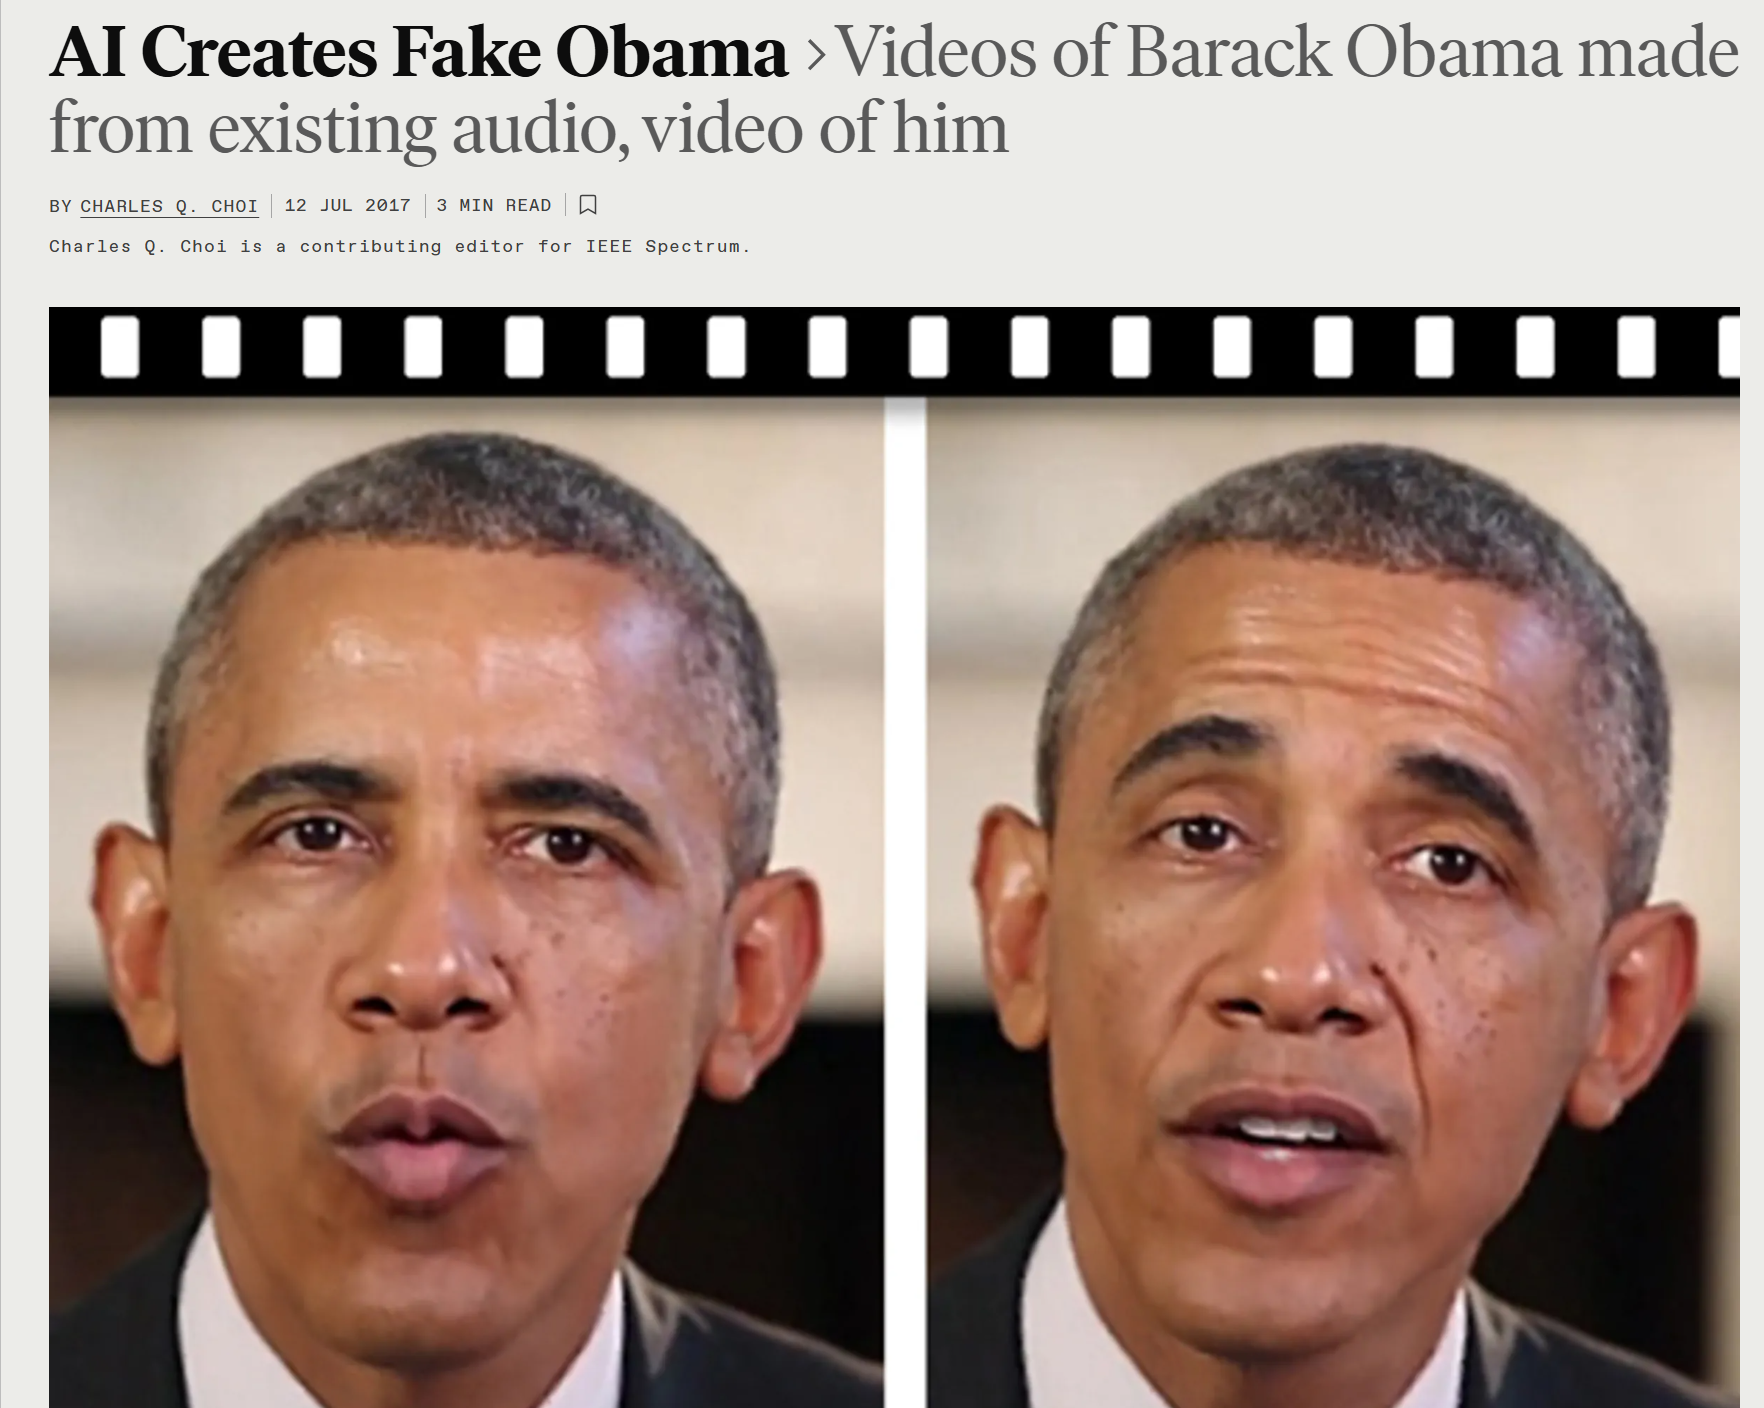 AI Creates Fake Obama > Videos of Barack Obama made
from existing audio, video of him
BY CHARLES Q. CHOI | 12 JUL 2017 | 3 MIN READ |
Charles Q. Choi is a contributing editor for IEEE Spectrum.